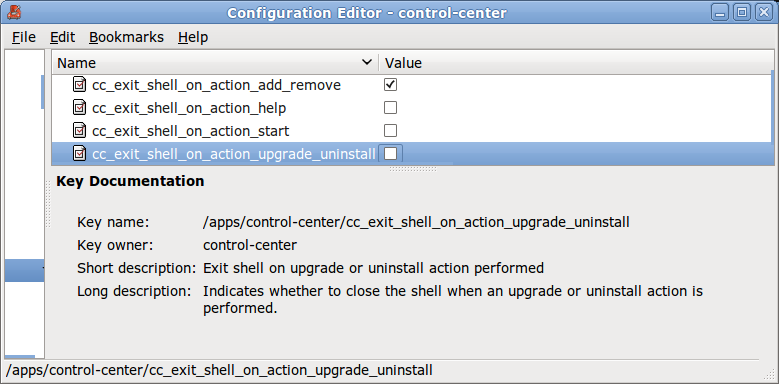 Configuration Editor - control-center
File Edit Bookmarks Help
Name Value
cc_exit_shell_on_action_add_remove
cc_exit_shell_on_action_help
cc_exit_shell_on_action_start
cc_exit_shell_on_action_upgrade_uninstall
Key Documentation
Key name: /apps/control-center/cc_exit_shell_on_action_upgrade_uninstall
Key owner: control-center
Short description: Exit shell on upgrade or uninstall action performed
Long description: Indicates whether to close the shell when an upgrade or uninstall action is
performed.
/apps/control-center/cc_exit_shell_on_action_upgrade_uninstall